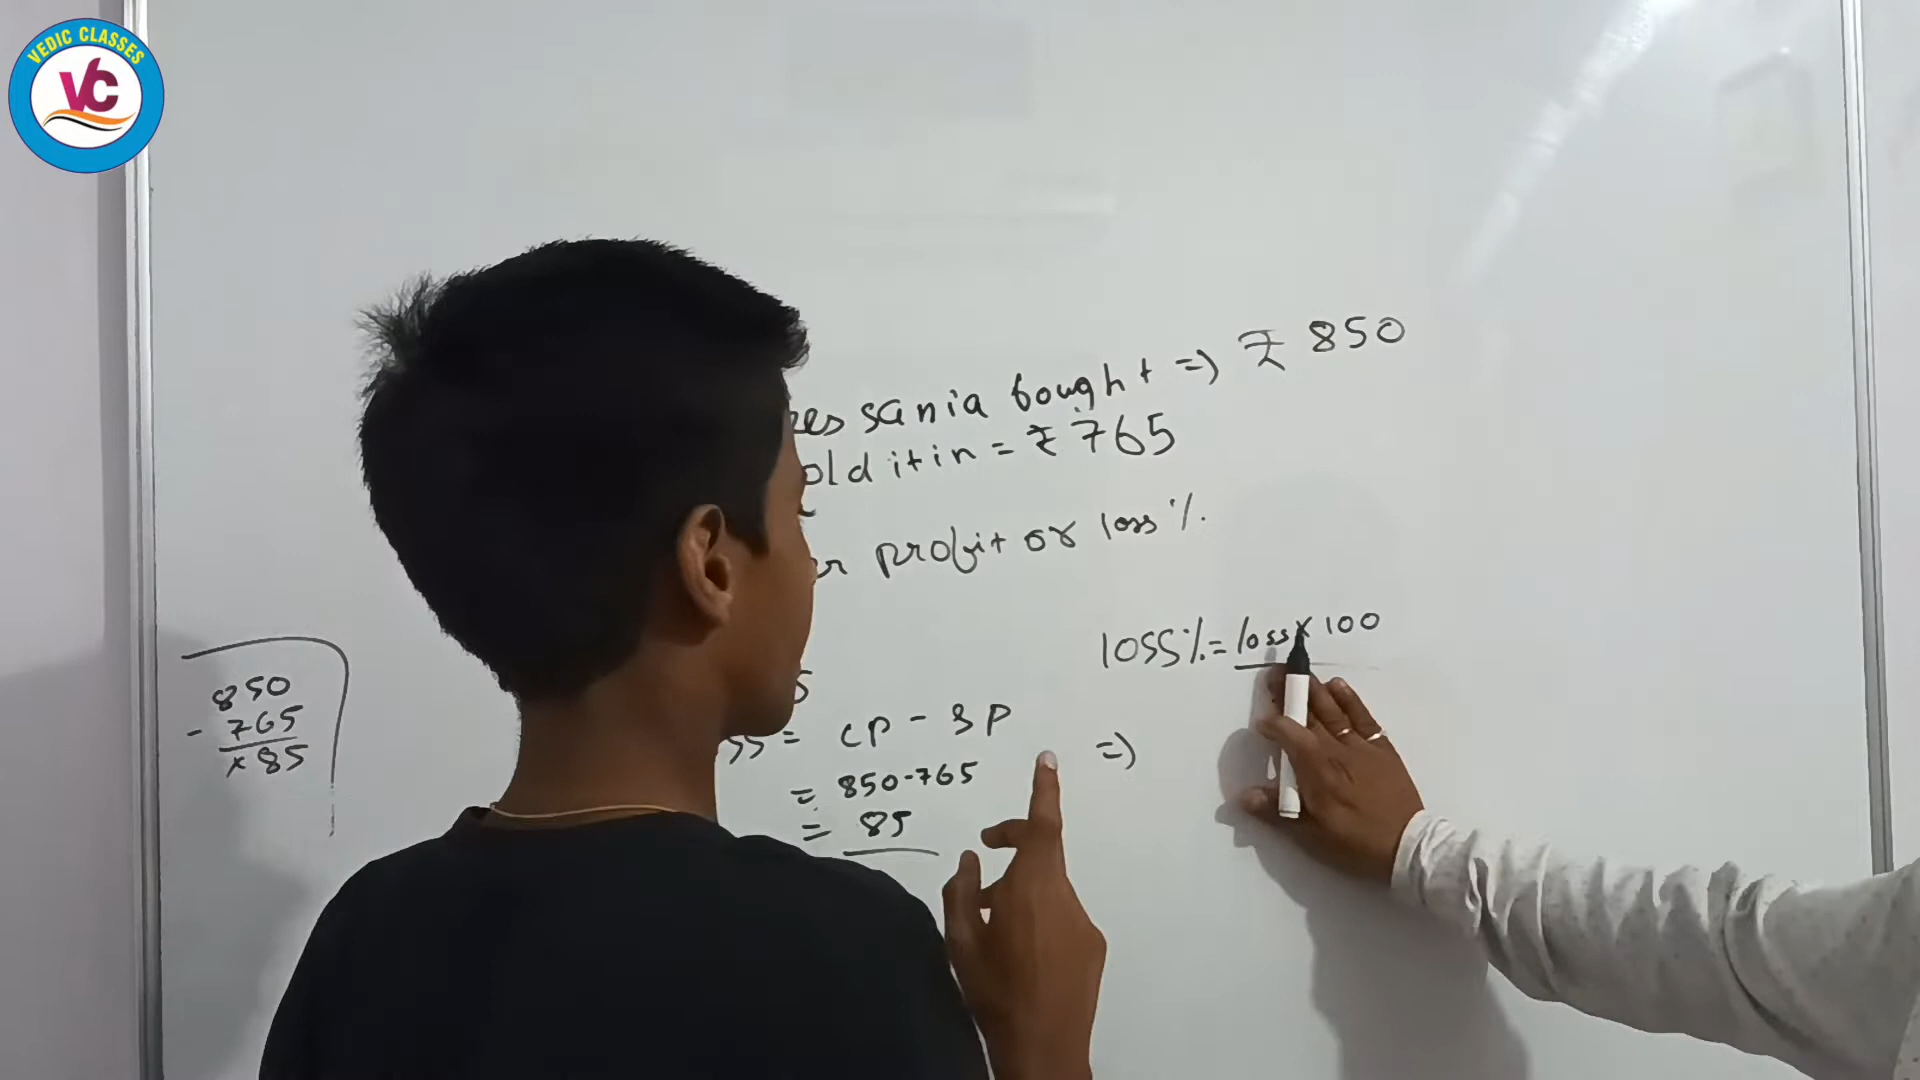 VEDIC CLASSES
VC
sania bought => ₹ 850
it in = ₹ 765
profit or loss %.
loss % = loss × 100
CP - SP
=>
= 850-765
= 85
850
- 765
×85